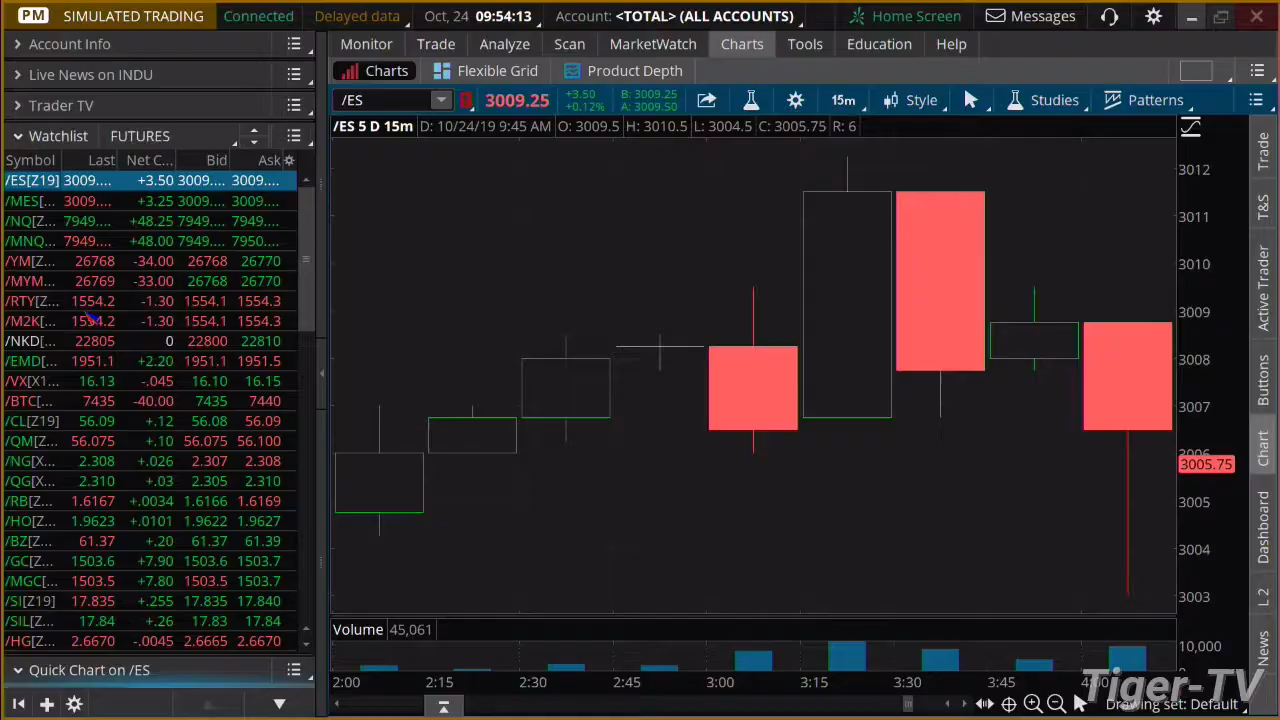 PM SIMULATED TRADING Connected Delayed data Oct, 24 09:54:13 Account: <TOTAL> (ALL ACCOUNTS) Home Screen Messages
Account Info
Live News on INDU
Trader TV
Watchlist FUTURES
Symbol Last Net C... Bid Ask
/ES[Z19] 3009.... +3.50 3009.... 3009....
/MES[... 3009.... +3.25 3009.... 3009....
/NQ[Z... 7949.... +48.25 7949.... 7949....
/MNQ... 7949.... +48.00 7949.... 7950....
/YM[Z... 26768 -34.00 26768 26770
/MYM... 26769 -33.00 26768 26770
/RTY[Z... 1554.2 -1.30 1554.1 1554.3
/M2K[... 1554.2 -1.30 1554.1 1554.3
/NKD[... 22805 0 22800 22810
/EMD[... 1951.1 +2.20 1951.1 1951.5
/VX[X1... 16.13 -.045 16.10 16.15
/BTC[... 7435 -40.00 7435 7440
/CL[Z19] 56.09 +.12 56.08 56.09
/QM[Z... 56.075 +.10 56.075 56.100
/NG[X... 2.308 +.026 2.307 2.308
/QG[X... 2.310 +.03 2.305 2.310
/RB[Z... 1.6167 +.0034 1.6166 1.6169
/HO[Z... 1.9623 +.0101 1.9622 1.9627
/BZ[Z... 61.37 +.20 61.37 61.39
/GC[Z... 1503.6 +7.90 1503.6 1503.7
/MGC[... 1503.5 +7.80 1503.5 1503.7
/SI[Z19] 17.835 +.255 17.835 17.840
/SIL[Z... 17.84 +.26 17.83 17.84
/HG[Z... 2.6670 -.0045 2.6665 2.6670
Quick Chart on /ES
Monitor Trade Analyze Scan MarketWatch Charts Tools Education Help
Charts Flexible Grid Product Depth
/ES 3009.25 +3.50 B: 3009.25 15m Style Studies Patterns
+0.12% A: 3009.50
/ES 5 D 15m D: 10/24/19 9:45 AM O: 3009.5 H: 3010.5 L: 3004.5 C: 3005.75 R: 6
3012
3011
3010
3009
3008
3007
3006
3005.75
3005
3004
3003
Volume 45,061
10,000
2:00 2:15 2:30 2:45 3:00 3:15 3:30 3:45 4:00
Drawing set: Default
Tiger-TV
Trade
T&S
Active Trader
Buttons
Chart
Dashboard
L 2
News